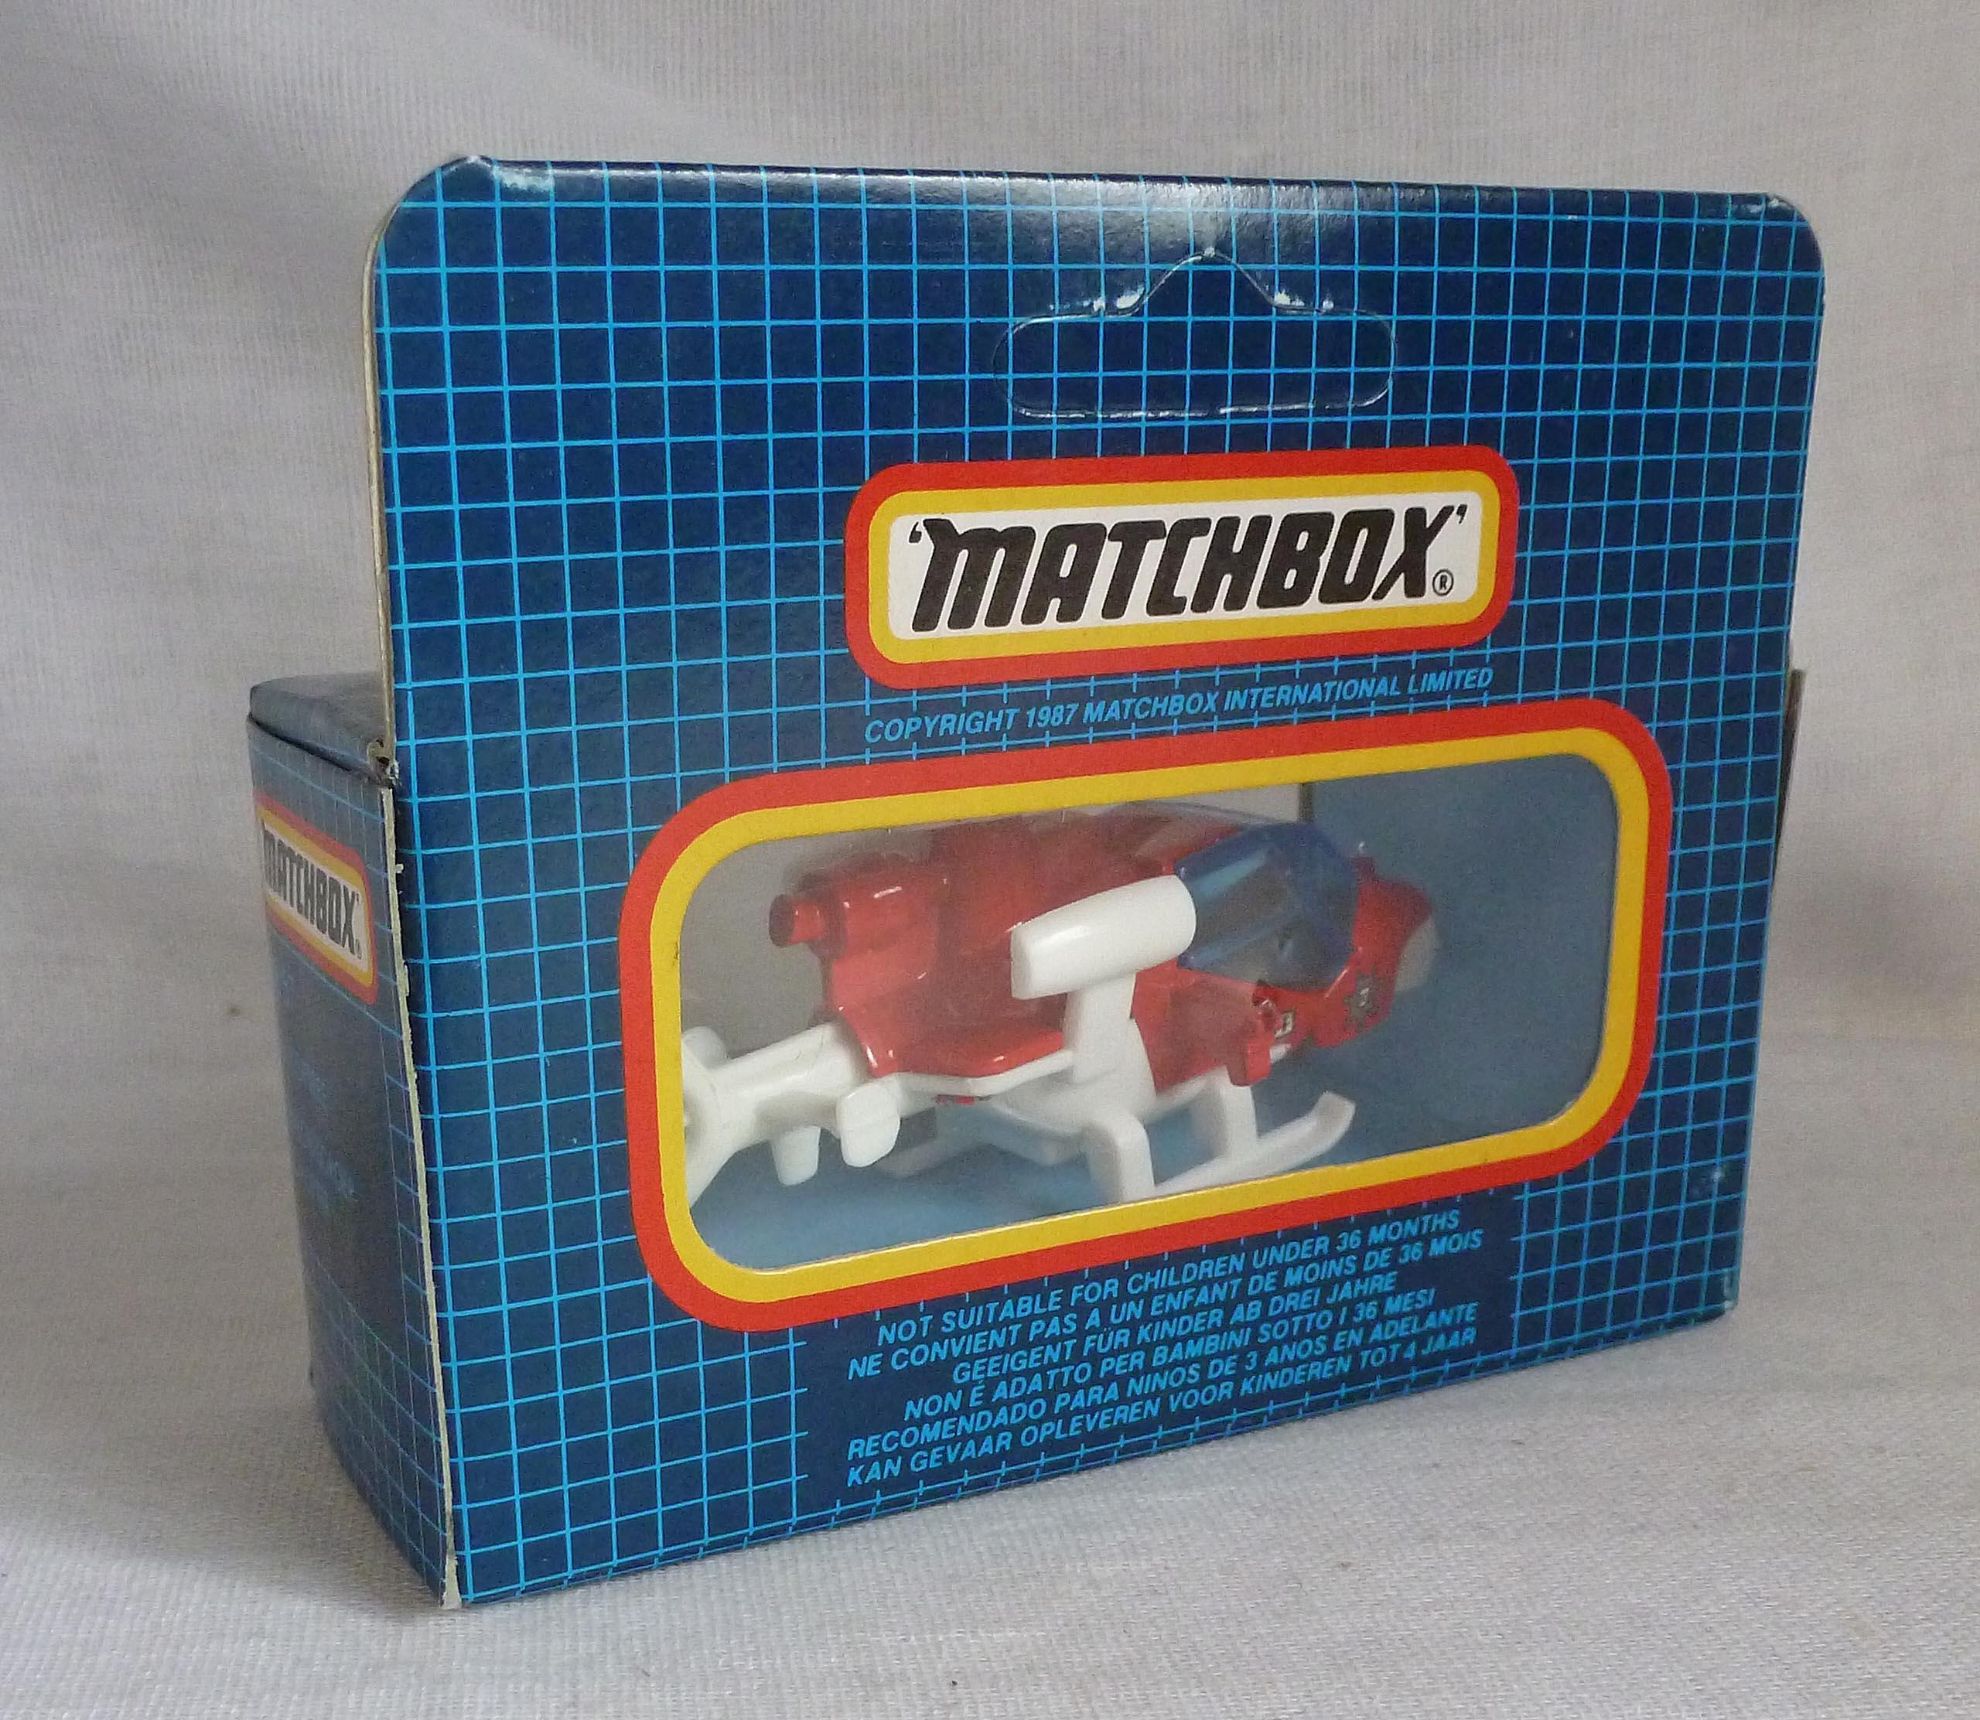 'MATCHBOX'®
COPYRIGHT 1987 MATCHBOX INTERNATIONAL LIMITED
MATCHBOX'
NOT SUITABLE FOR CHILDREN UNDER 36 MONTHS
NE CONVIENT PAS A UN ENFANT DE MOINS DE 36 MOIS
GEEIGENT FÜR KINDER AB DREI JAHRE
NON É ADATTO PER BAMBINI SOTTO I 36 MESI
RECOMENDADO PARA NINOS DE 3 ANOS EN ADELANTE
KAN GEVAAR OPLEVEREN VOOR KINDEREN TOT 4 JAAR